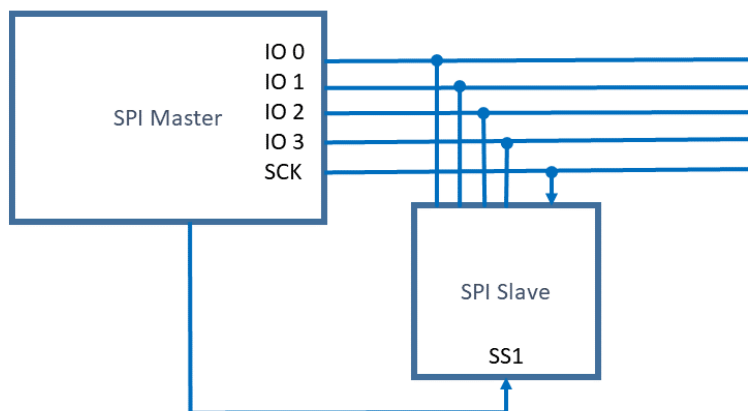 IO 0
IO 1
SPI Master
IO 2
IO 3
SCK
SPI Slave
SS1